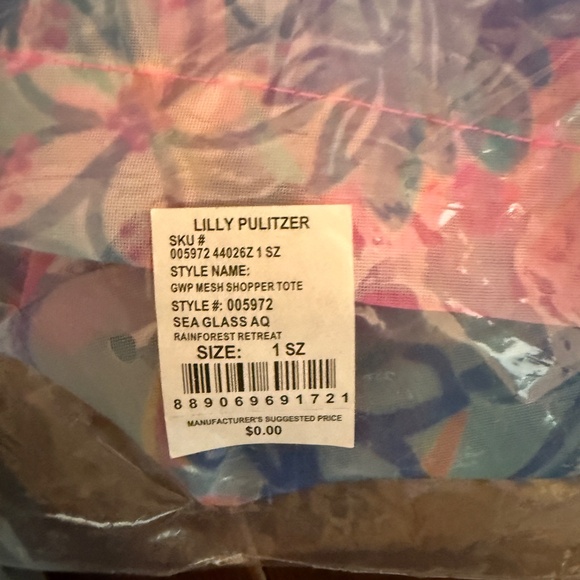 LILLY PULITZER
SKU #
005972 44026Z 1 SZ
STYLE NAME:
GWP MESH SHOPPER TOTE
STYLE #: 005972
SEA GLASS AQ
RAINFOREST RETREAT
SIZE: 1 SZ
889069691721
MANUFACTURER'S SUGGESTED PRICE
$0.00